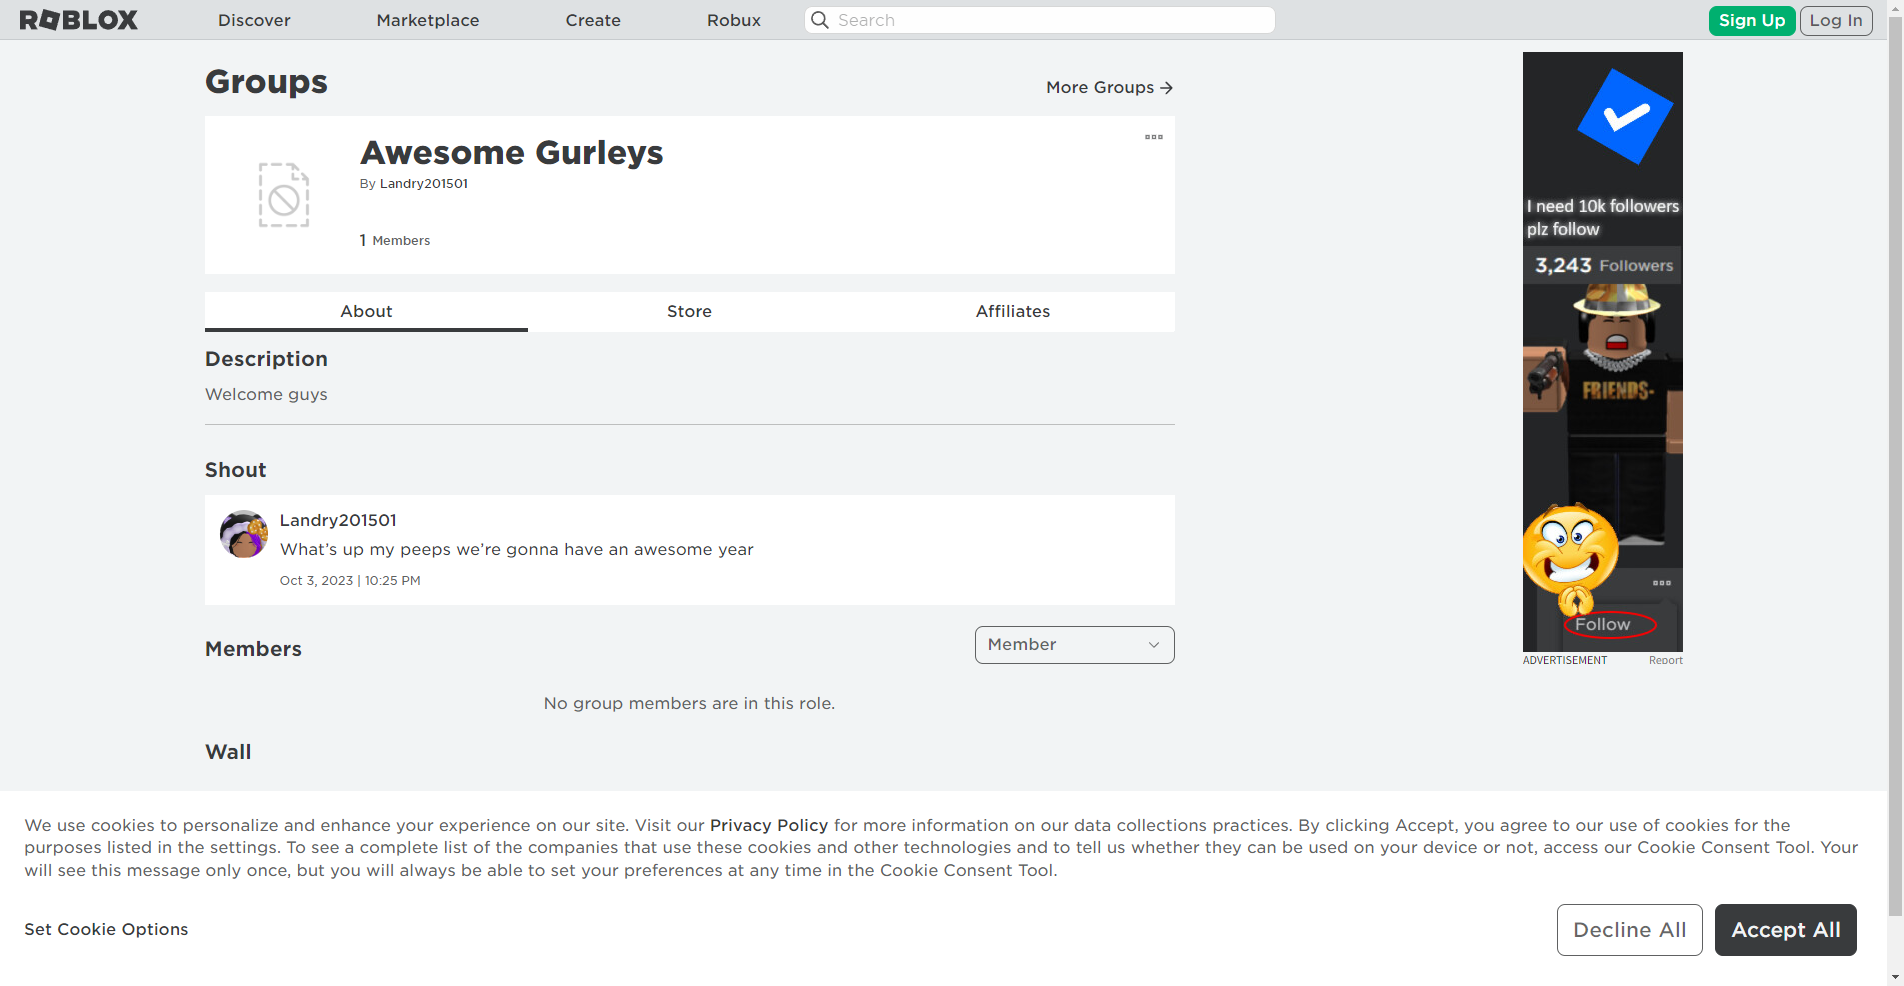 ROBLOX
Discover
Marketplace
Create
Robux
Search
Sign Up
Log In
Groups
More Groups →
Awesome Gurleys
By Landry201501
1 Members
About
Store
Affiliates
Description
Welcome guys
Shout
Landry201501
What’s up my peeps we’re gonna have an awesome year
Oct 3, 2023 | 10:25 PM
Members
Member
No group members are in this role.
Wall
I need 10k followers
plz follow
3,243 Followers
FRIENDS-
Follow
ADVERTISEMENT
Report
We use cookies to personalize and enhance your experience on our site. Visit our Privacy Policy for more information on our data collections practices. By clicking Accept, you agree to our use of cookies for the
purposes listed in the settings. To see a complete list of the companies that use these cookies and other technologies and to tell us whether they can be used on your device or not, access our Cookie Consent Tool. Your
will see this message only once, but you will always be able to set your preferences at any time in the Cookie Consent Tool.
Set Cookie Options
Decline All
Accept All